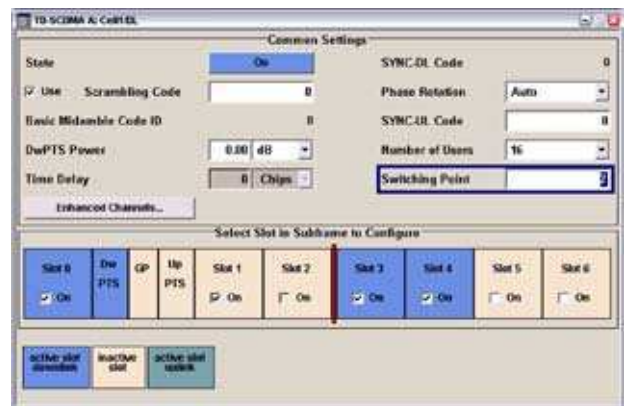 TD-SCDMA A: Cell1 DL
Common Settings
State On SYNC-DL Code 0
Use Scrambling Code 0 Phase Rotation Auto
Basic Midamble Code ID 0 SYNC-UL Code 0
DwPTS Power 0.00 dB Number of Users 16
Time Delay 0 Chips Switching Point
Enhanced Channels...
Select Slot in Subframe to Configure
Slot 0 Dw PTS GP Up PTS Slot 1 Slot 2 Slot 3 Slot 4 Slot 5 Slot 6
On On On On On On On
active slot downlink inactive slot active slot uplink